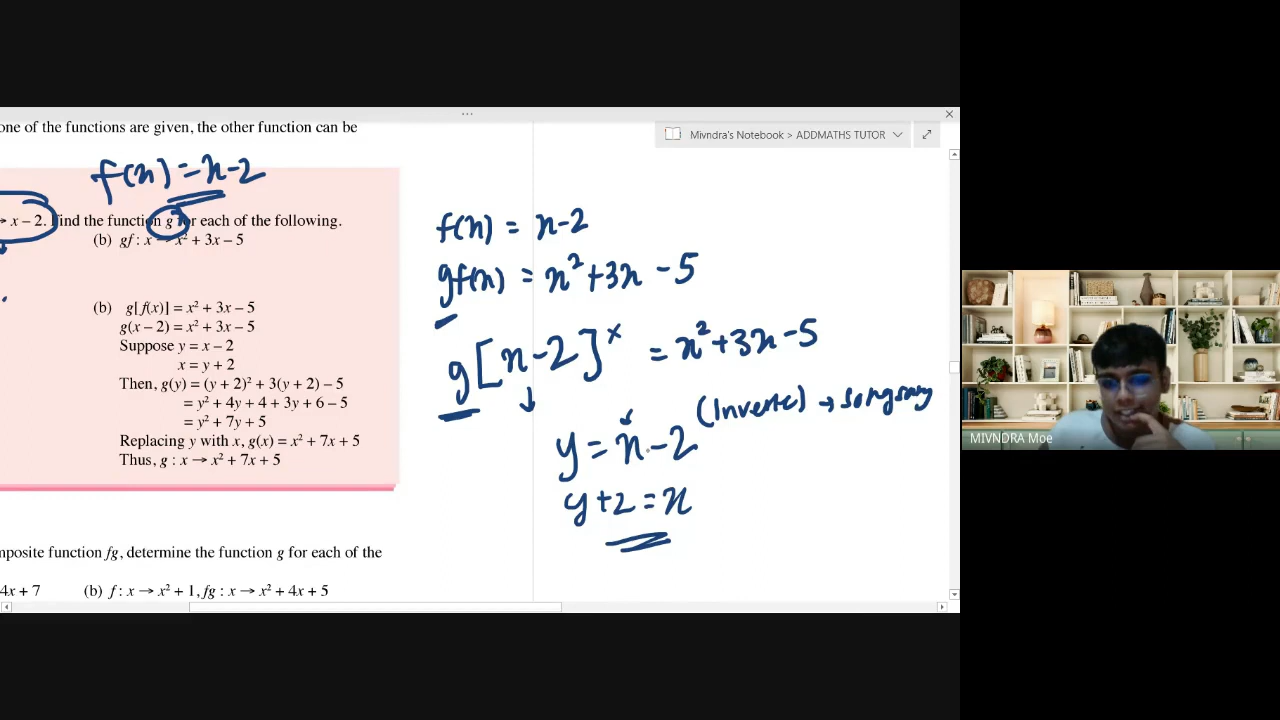 Mivndra's Notebook > ADDMATHS TUTOR
one of the functions are given, the other function can be
f(x) = x-2
→ x – 2. Find the function g for each of the following.
(b) gf : x → x² + 3x – 5
(b) g[f(x)] = x² + 3x – 5
g(x – 2) = x² + 3x – 5
Suppose y = x – 2
x = y + 2
Then, g(y) = (y + 2)² + 3(y + 2) – 5
= y² + 4y + 4 + 3y + 6 – 5
= y² + 7y + 5
Replacing y with x, g(x) = x² + 7x + 5
Thus, g : x → x² + 7x + 5
mposite function fg, determine the function g for each of the
4x + 7
(b) f : x → x² + 1, fg : x → x² + 4x + 5
f(x) = x-2
gf(x) = x² +3x -5
g[x-2] = x²+3x-5
y = x-2 (Inverse) → songsang
y+2 = x
MIVNDRA Moe